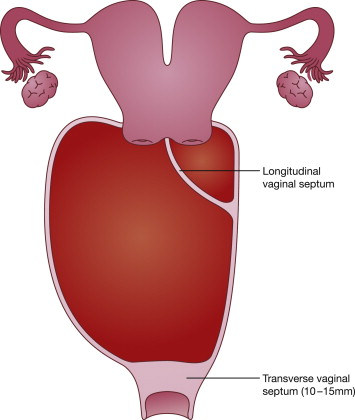 Longitudinal
vaginal septum
Transverse vaginal
septum (10–15mm)